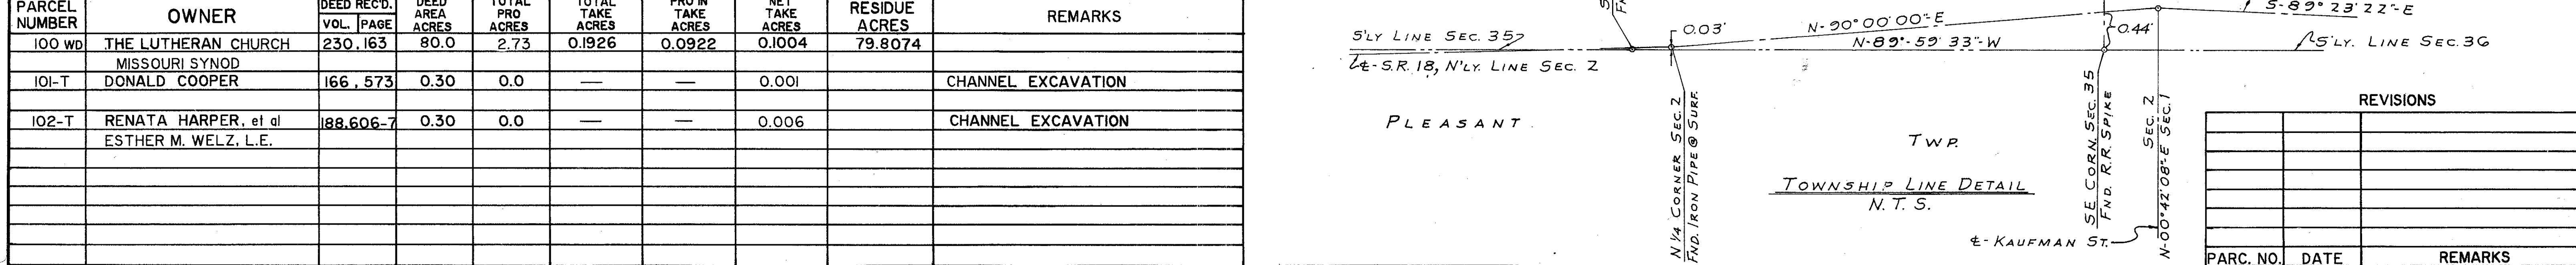 PARCEL NUMBER OWNER DEED REC'D. VOL. PAGE DEED AREA ACRES TOTAL PRO ACRES TOTAL TAKE ACRES PRO IN TAKE ACRES NET TAKE ACRES RESIDUE ACRES REMARKS
100 WD THE LUTHERAN CHURCH 230,163 80.0 2.73 0.1926 0.0922 0.1004 79.8074
MISSOURI SYNOD
101-T DONALD COOPER 166,573 0.30 0.0 — — 0.001 CHANNEL EXCAVATION
102-T RENATA HARPER, et al 188.606-7 0.30 0.0 — — 0.006 CHANNEL EXCAVATION
ESTHER M. WELZ, L.E.
S'LY LINE SEC. 35
℄-S.R. 18, N'LY. LINE SEC. 2
0.03'
N-90°00'00"-E
N-89°-59'33"-W
0.44'
S-89°23'22"-E
S'LY. LINE SEC. 36
PLEASANT
TWP.
N 1/4 CORNER SEC. 2
FND. IRON PIPE @ SURF.
TOWNSHIP LINE DETAIL
N.T.S.
SE CORN. SEC. 35
FND. R.R. SPIKE
SEC. 2
N-00°42'08"-E SEC. 1
℄-KAUFMAN ST.
REVISIONS
PARC. NO. DATE REMARKS